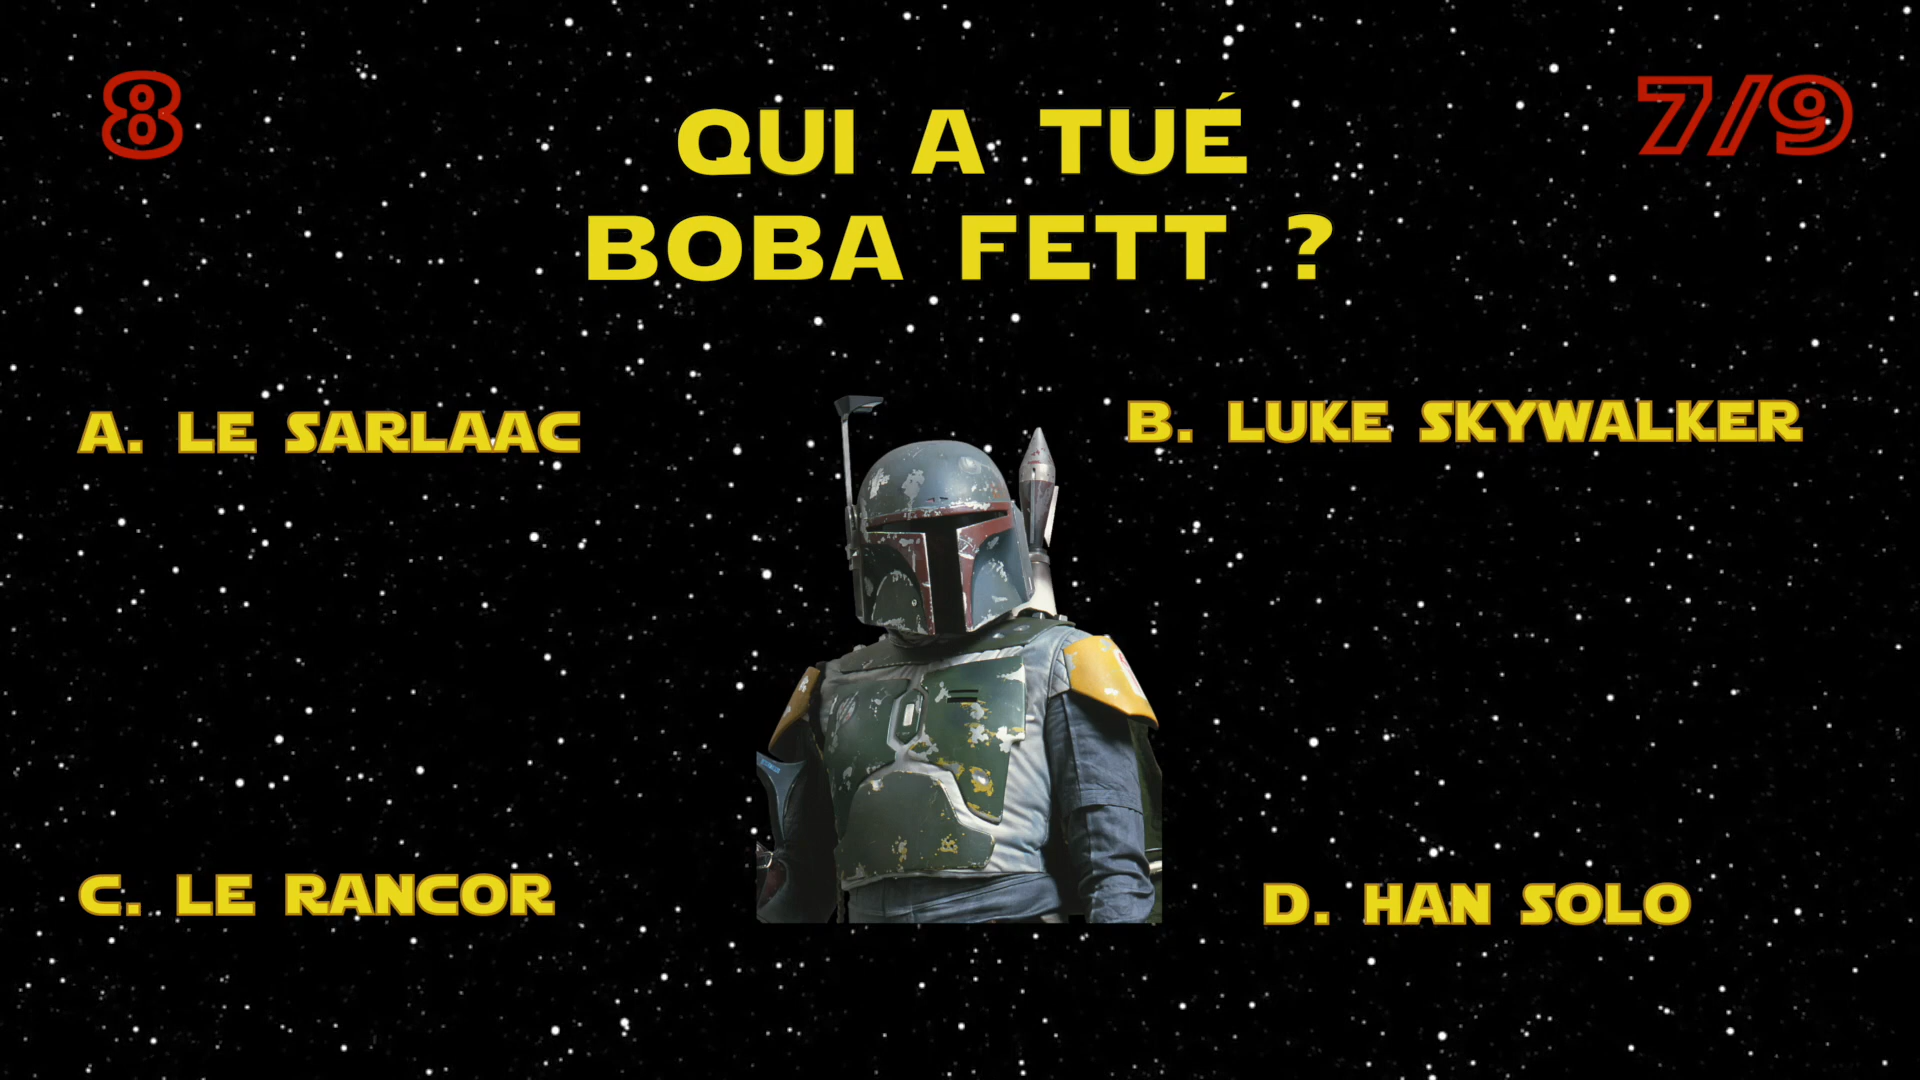 8
7/9
QUI A TUÉ
BOBA FETT ?
A. LE SARLAAC
B. LUKE SKYWALKER
C. LE RANCOR
D. HAN SOLO